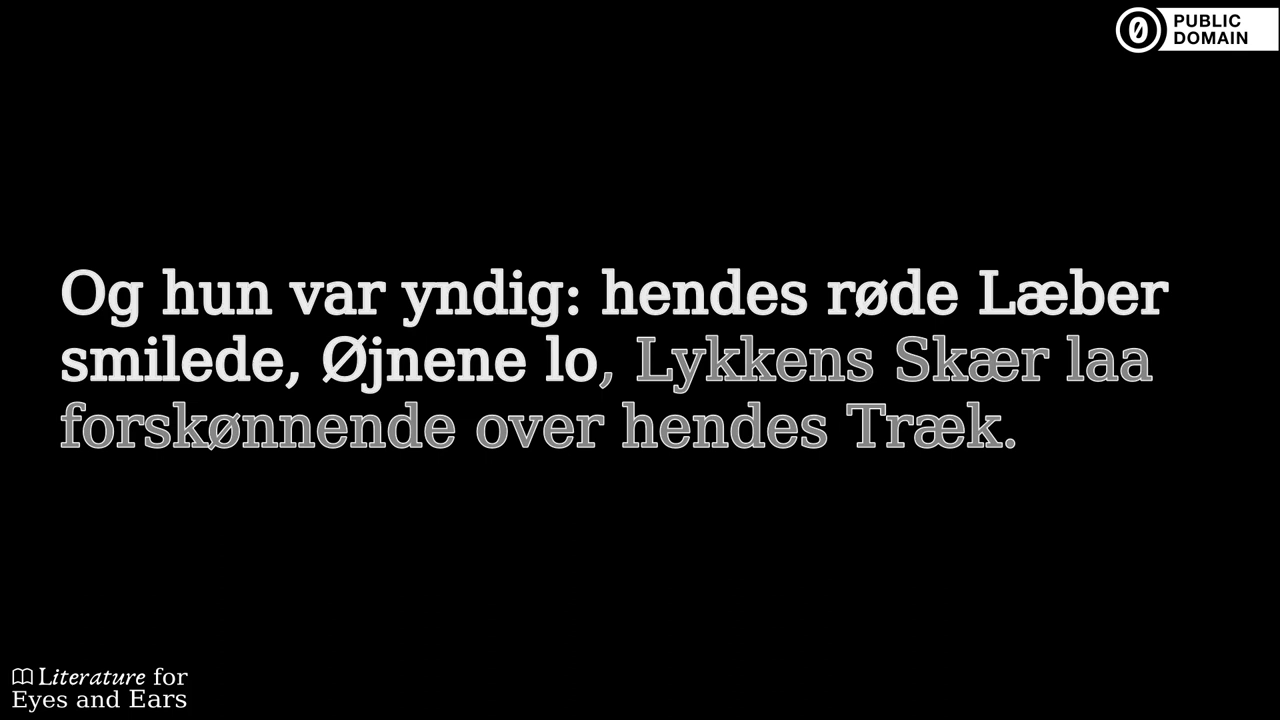 PUBLIC
DOMAIN
Og hun var yndig: hendes røde Læber
smilede, Øjnene lo, Lykkens Skær laa
forskønnende over hendes Træk.
Literature for
Eyes and Ears